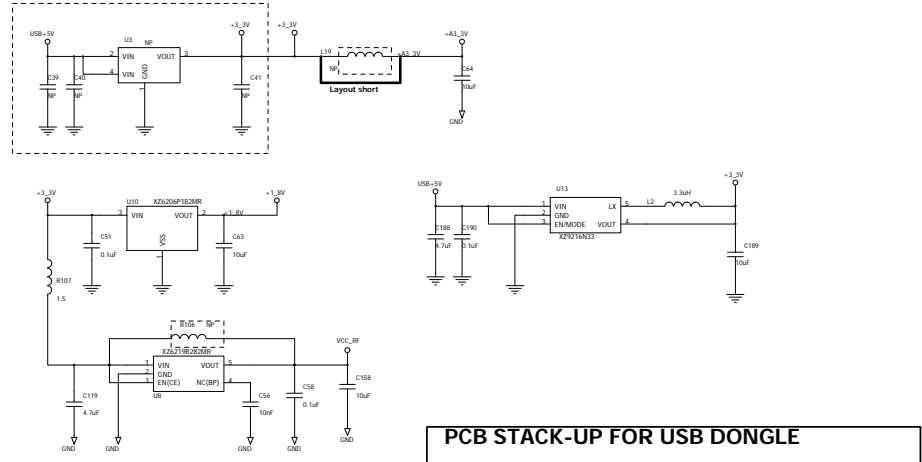 USB+5V
U3
NP
2
VIN
VOUT
3
4
VIN
GND
1
C39
NP
C40
NP
+3_3V
C41
NP
+3_3V
L19
NP
+A3_3V
Layout short
+A3_3V
C64
10uF
GND
+3_3V
U10
XZ6206P182MR
3
VIN
VOUT
2
+1_8V
+1_8V
VSS
1
C51
0.1uF
C63
10uF
R107
1.5
R106
NP
XZ6219B282MR
1
VIN
VOUT
5
2
GND
3
EN(CE)
NC(BP)
4
U8
VCC_RF
C119
4.7uF
C56
10nF
C58
0.1uF
C158
10uF
GND
GND
GND
GND
GND
USB+5V
U13
1
VIN
LX
5
2
GND
3
EN/MODE
VOUT
4
XZ9216N33
L2
3.3uH
+3_3V
C188
4.7uF
C190
0.1uF
C189
10uF
PCB STACK-UP FOR USB DONGLE